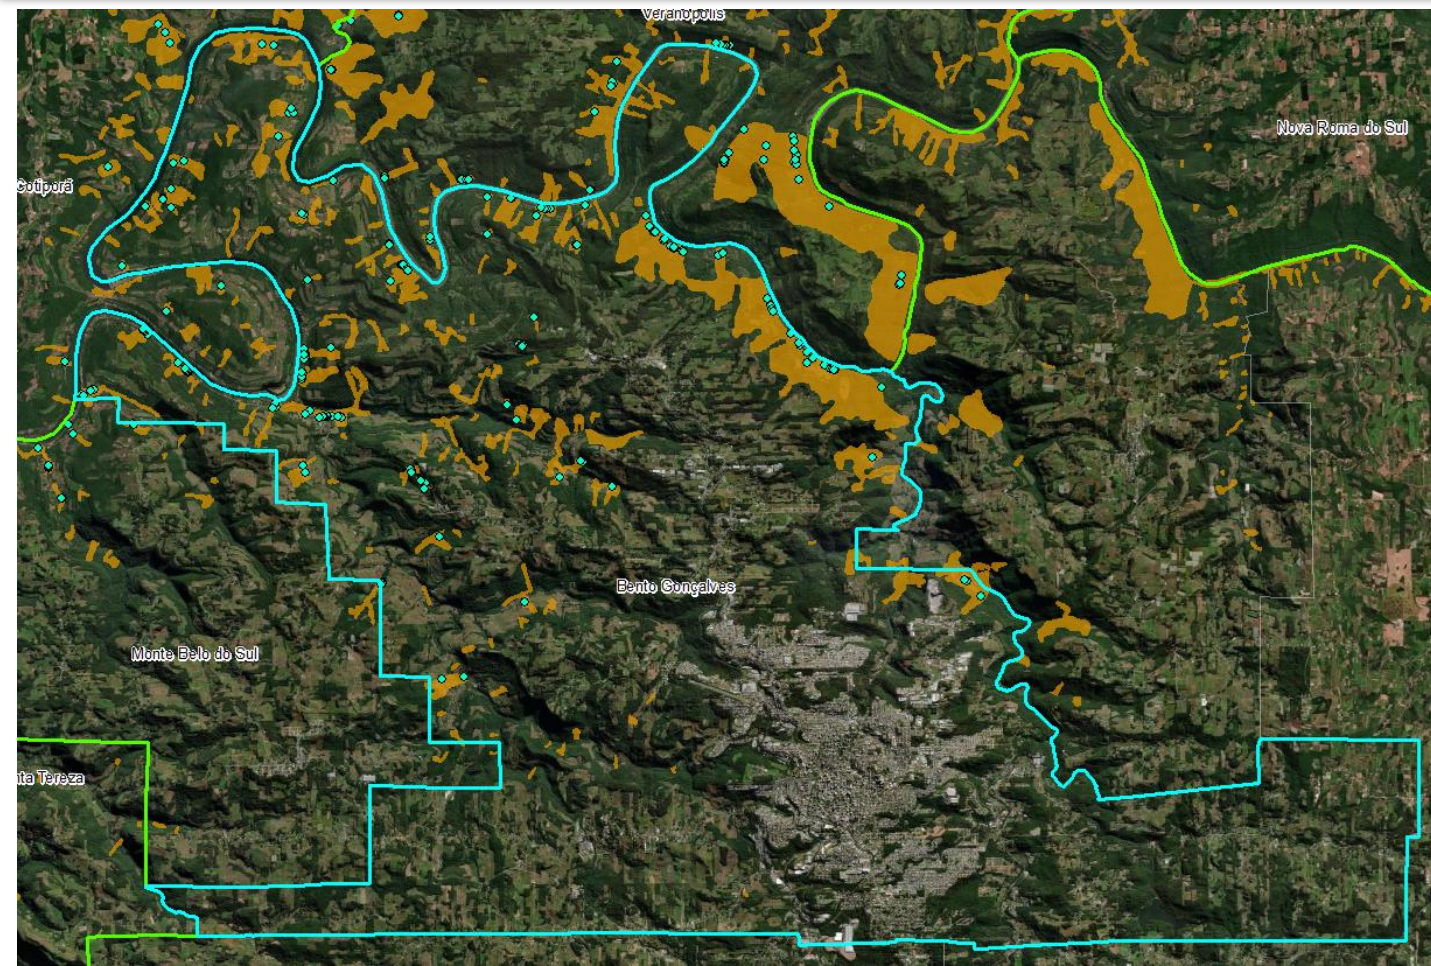 Veranópolis
Nova Roma do Sul
Cotiporã
Bento Gonçalves
Monte Belo do Sul
nta Tereza